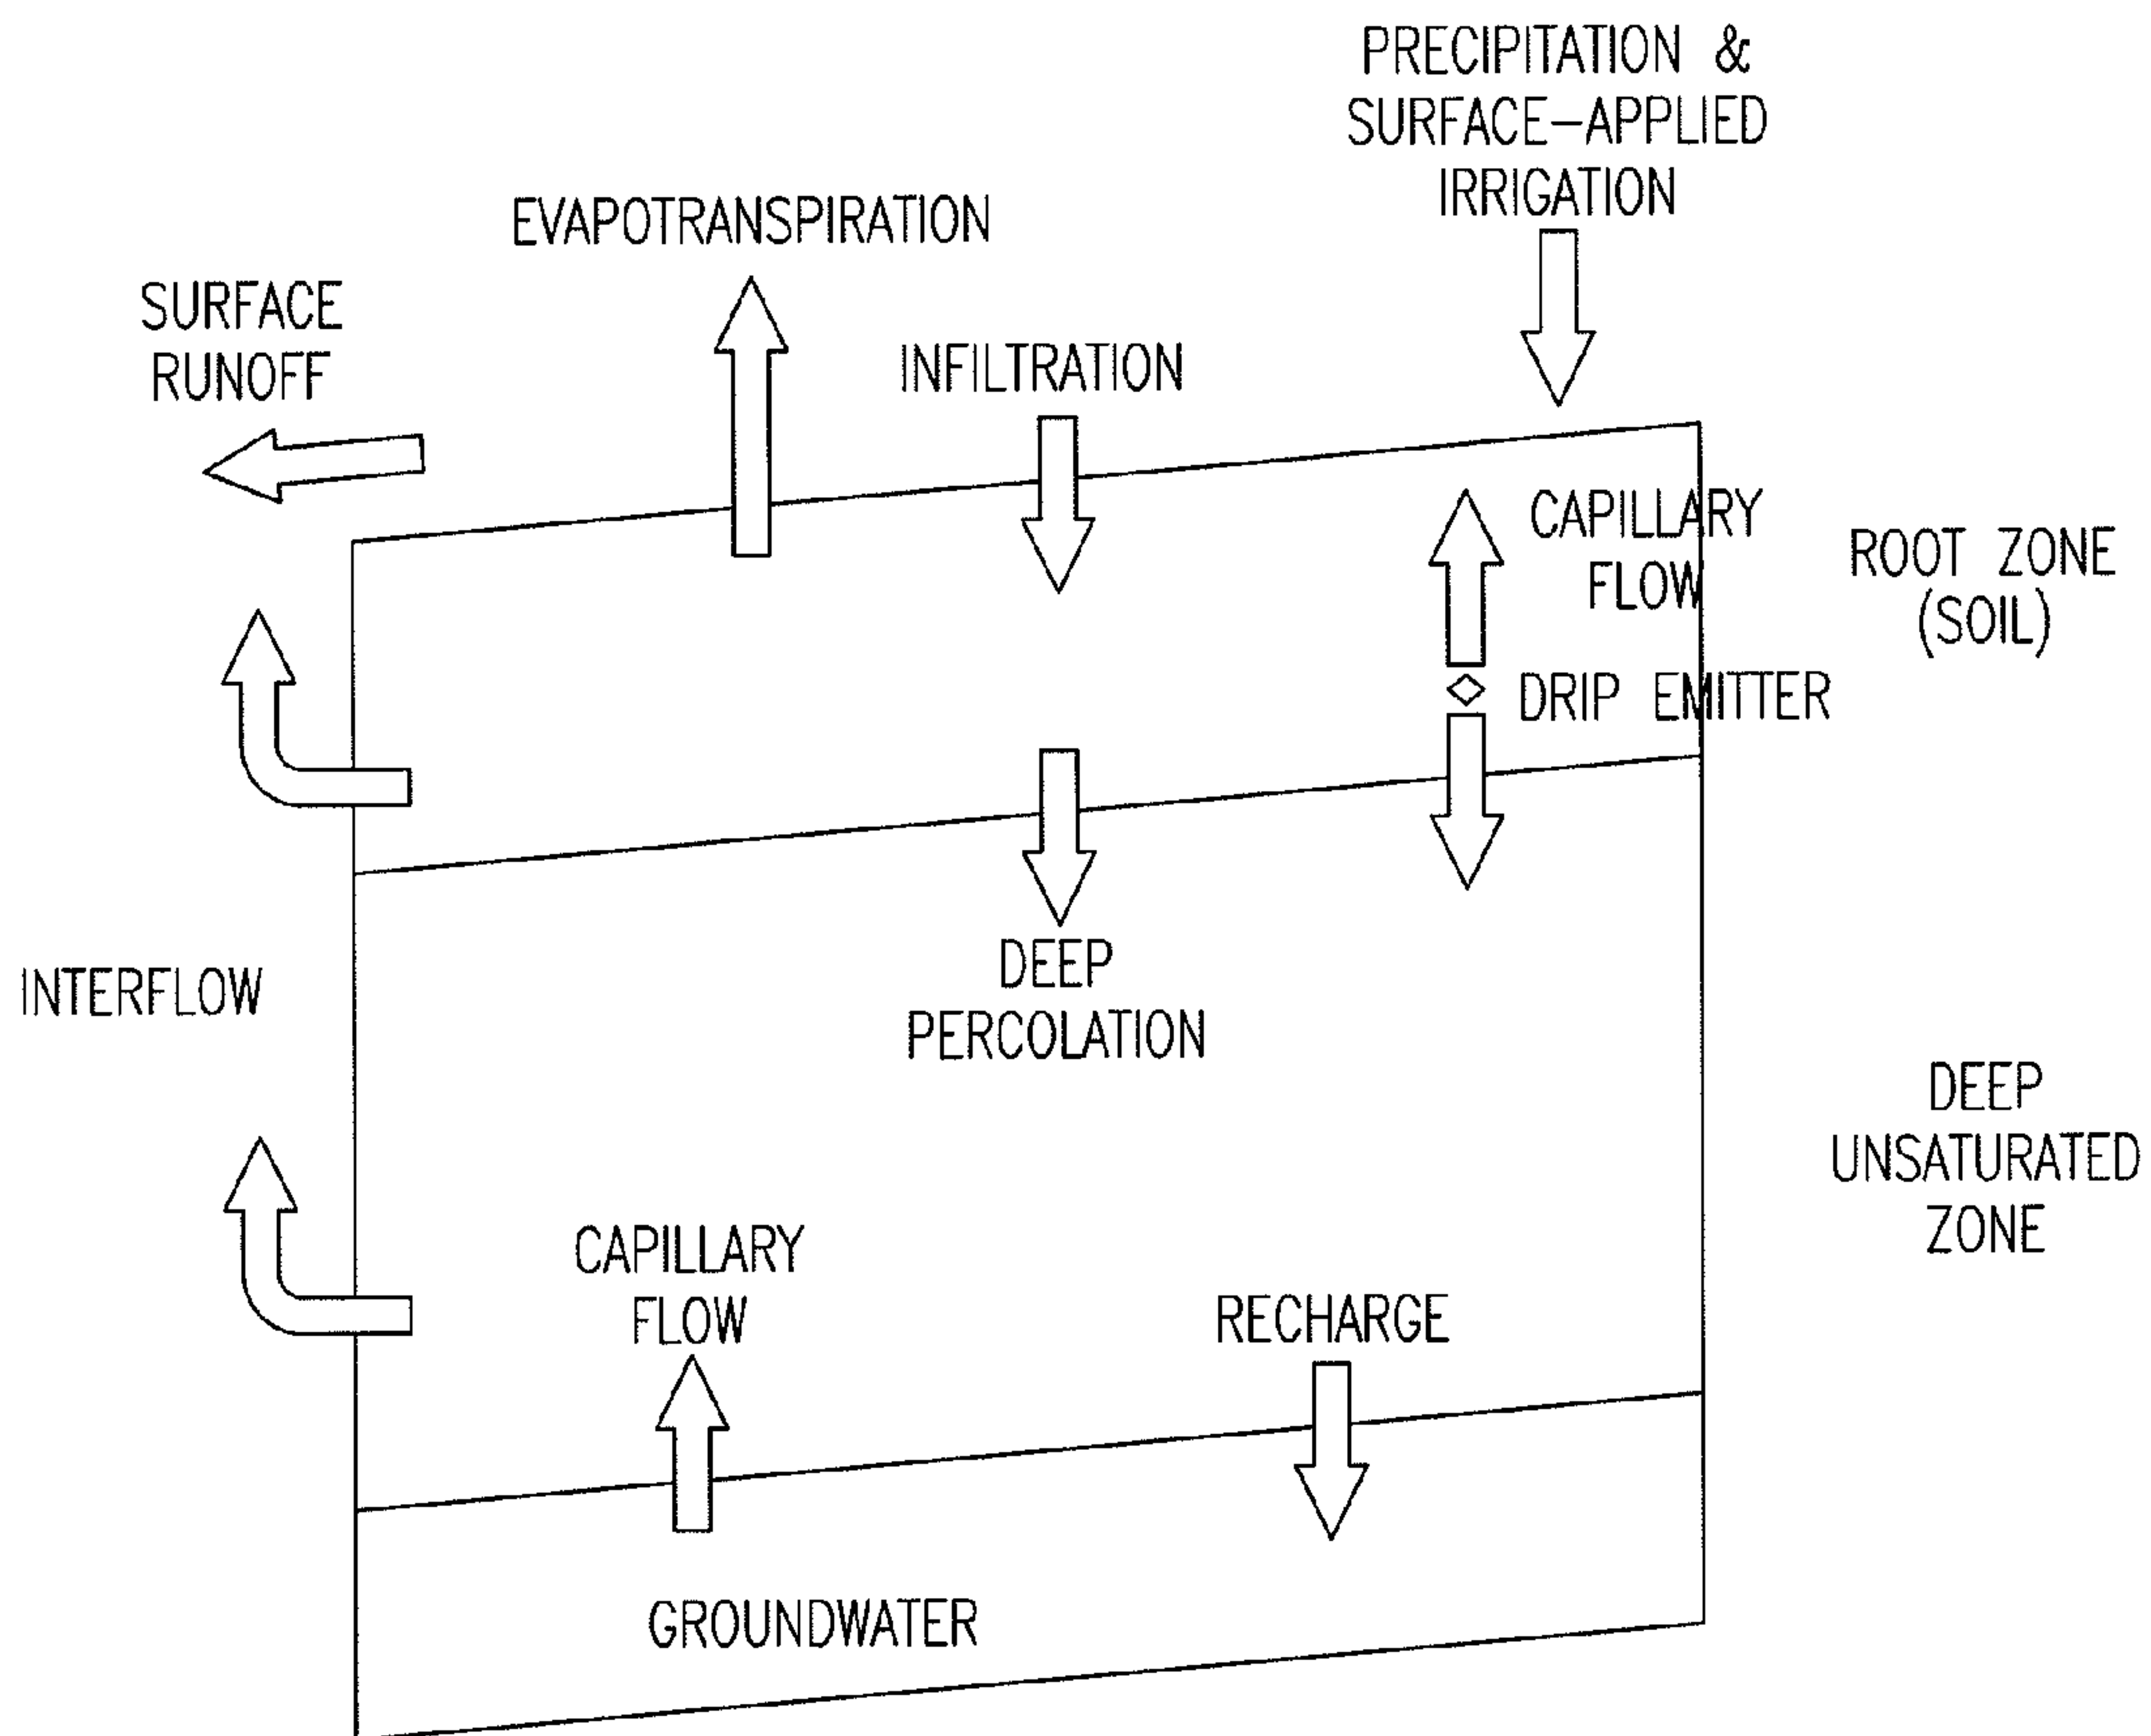 PRECIPITATION &
SURFACE-APPLIED
IRRIGATION
EVAPOTRANSPIRATION
SURFACE
RUNOFF
INFILTRATION
CAPILLARY
FLOW
ROOT ZONE
(SOIL)
DRIP EMITTER
DEEP
PERCOLATION
INTERFLOW
DEEP
UNSATURATED
ZONE
CAPILLARY
FLOW
RECHARGE
GROUNDWATER